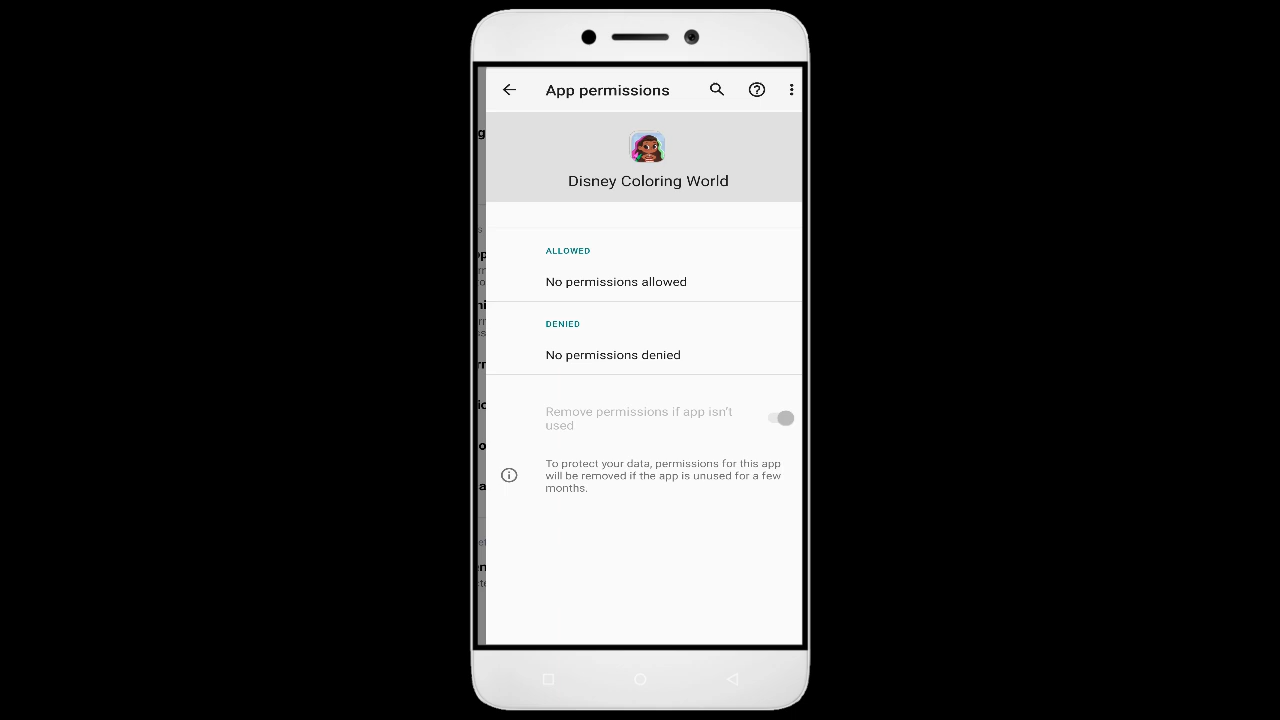 App permissions
Disney Coloring World
ALLOWED
No permissions allowed
DENIED
No permissions denied
Remove permissions if app isn't
used
To protect your data, permissions for this app
will be removed if the app is unused for a few
months.